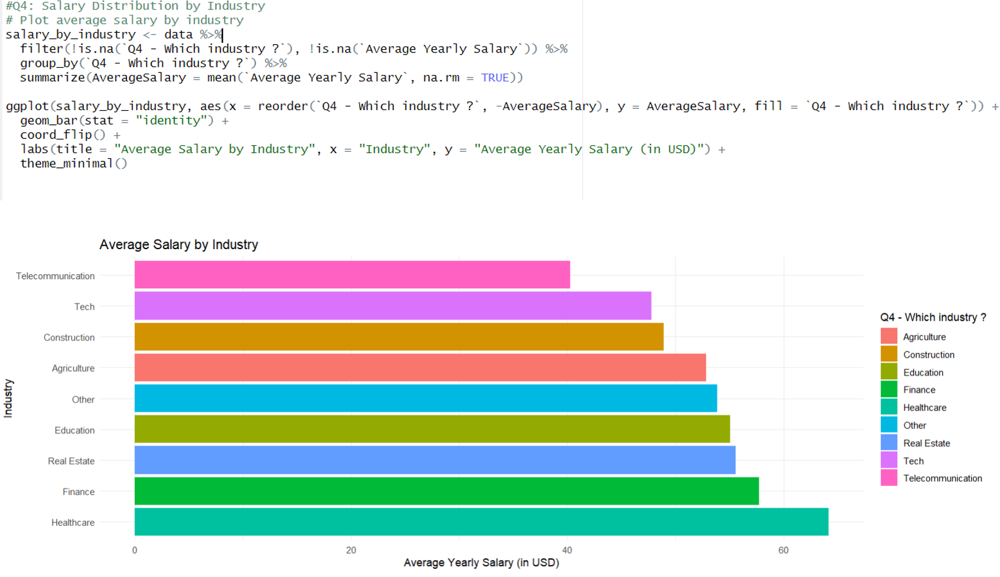 #Q4: Salary Distribution by Industry
# Plot average salary by industry
salary_by_industry <- data %>%
  filter(!is.na(`Q4 - Which industry ?`), !is.na(`Average Yearly Salary`)) %>%
  group_by(`Q4 - Which industry ?`) %>%
  summarize(AverageSalary = mean(`Average Yearly Salary`, na.rm = TRUE))
ggplot(salary_by_industry, aes(x = reorder(`Q4 - Which industry ?`, -AverageSalary), y = AverageSalary, fill = `Q4 - Which industry ?`)) +
  geom_bar(stat = "identity") +
  coord_flip() +
  labs(title = "Average Salary by Industry", x = "Industry", y = "Average Yearly Salary (in USD)") +
  theme_minimal()
Average Salary by Industry
Industry
Telecommunication
Tech
Construction
Agriculture
Other
Education
Real Estate
Finance
Healthcare
0 20 40 60
Average Yearly Salary (in USD)
Q4 - Which industry ?
Agriculture
Construction
Education
Finance
Healthcare
Other
Real Estate
Tech
Telecommunication